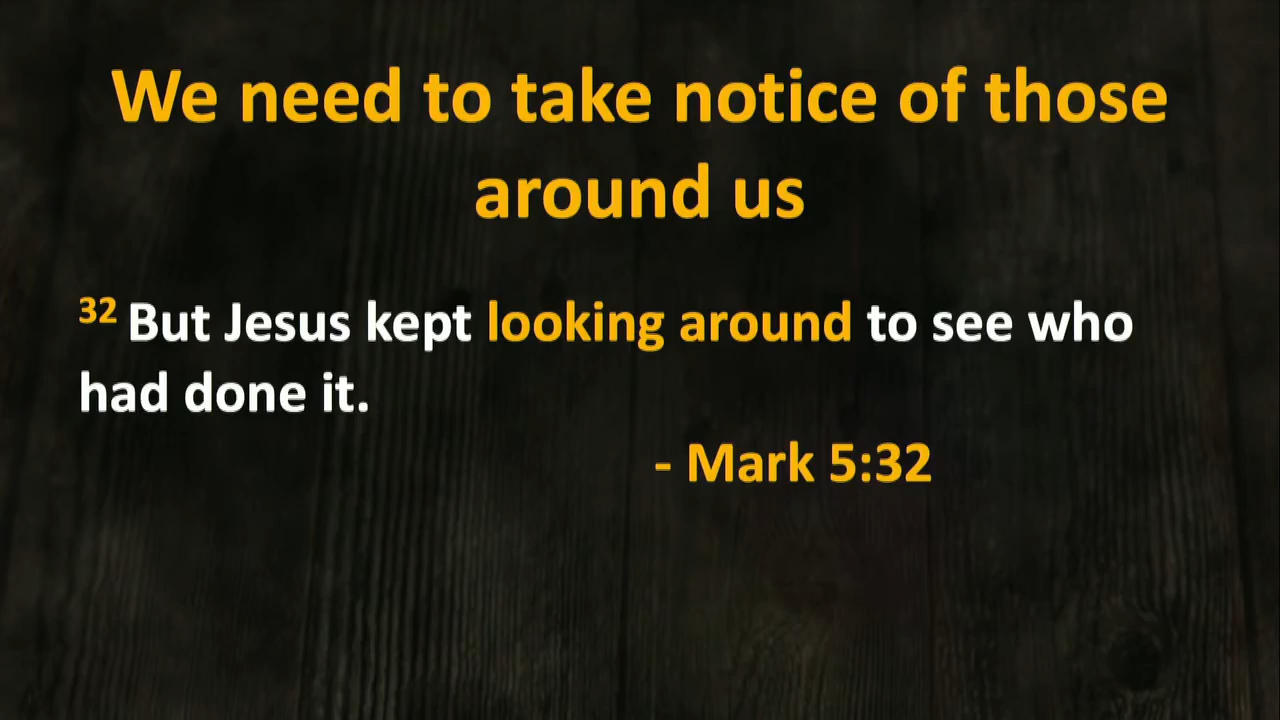 We need to take notice of those
around us
32 But Jesus kept looking around to see who
had done it.
- Mark 5:32